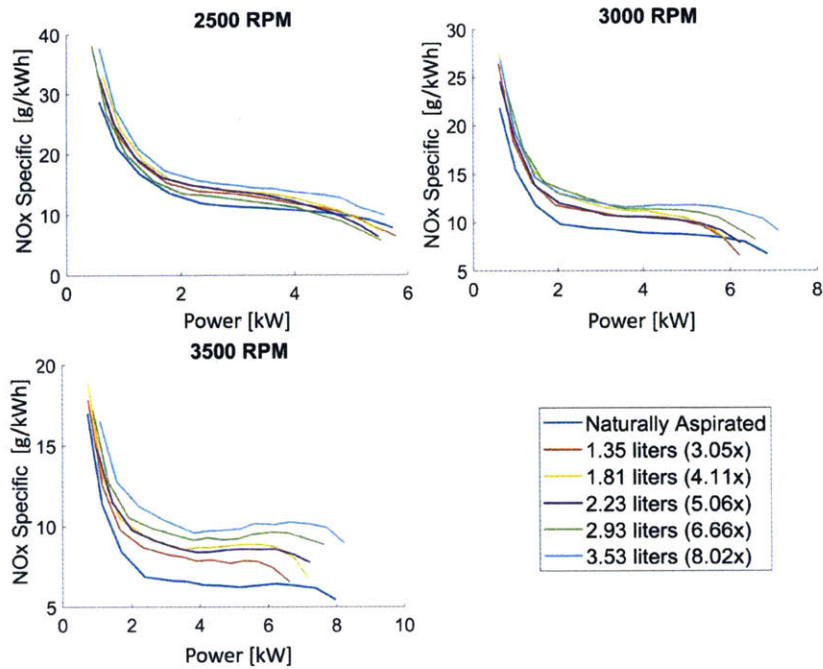 2500 RPM
NOx Specific [g/kWh]
40
30
20
10
0
0 2 4 6
Power [kW]
3000 RPM
NOx Specific [g/kWh]
30
25
20
15
10
5
0 2 4 6 8
Power [kW]
3500 RPM
NOx Specific [g/kWh]
20
15
10
5
0 2 4 6 8 10
Power [kW]
Naturally Aspirated
1.35 liters (3.05x)
1.81 liters (4.11x)
2.23 liters (5.06x)
2.93 liters (6.66x)
3.53 liters (8.02x)